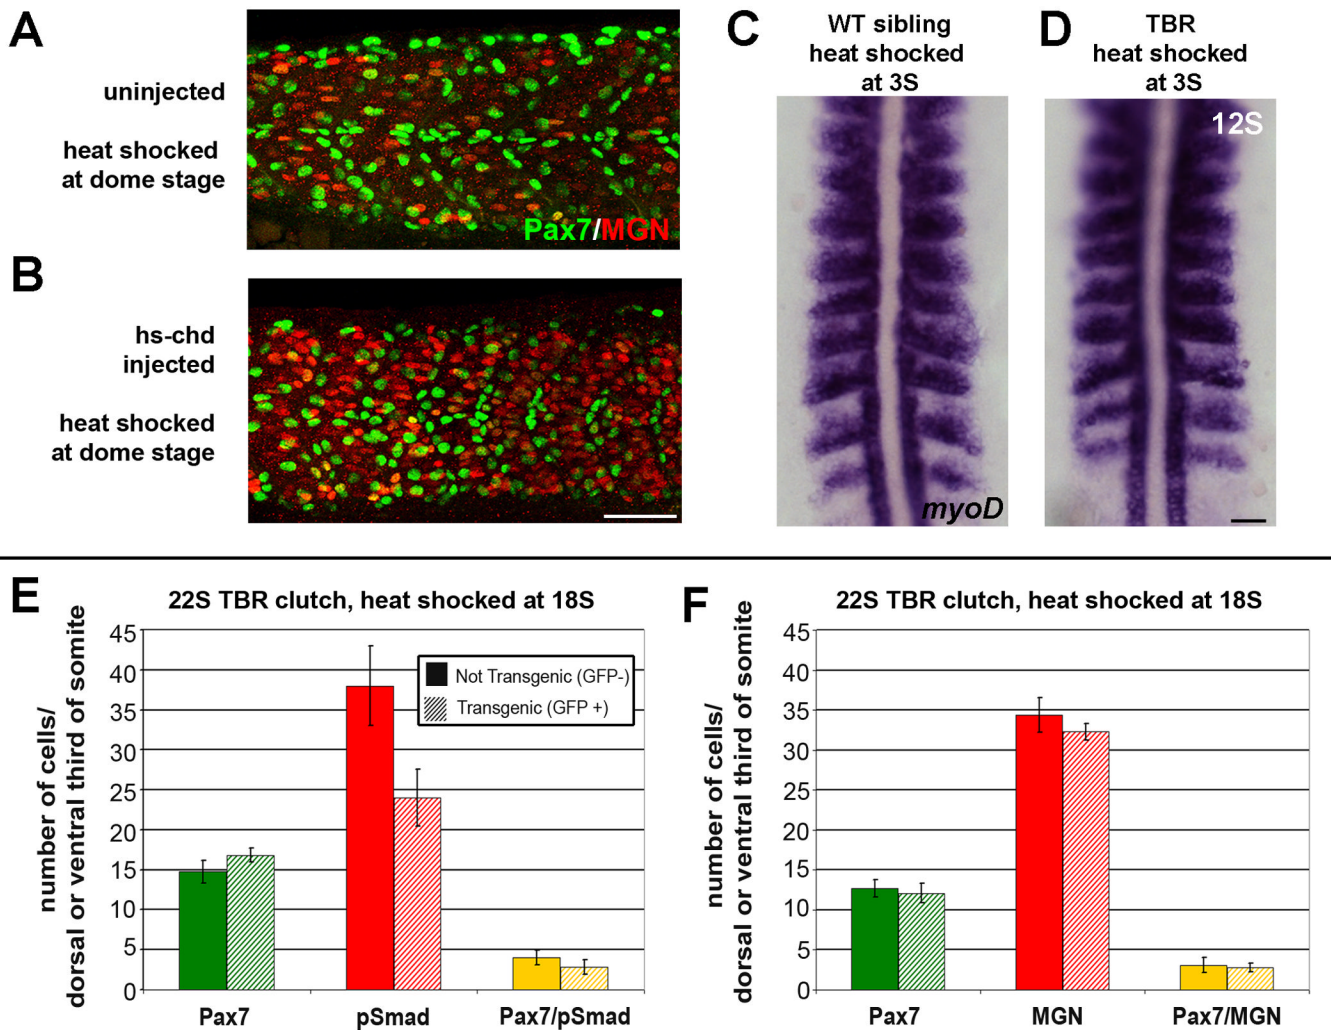 A
uninjected
heat shocked
at dome stage
Pax7/MGN
B
hs-chd
injected
heat shocked
at dome stage
C
WT sibling
heat shocked
at 3S
myoD
D
TBR
heat shocked
at 3S
12S
E
22S TBR clutch, heat shocked at 18S
number of cells/
dorsal or ventral third of somite
45
40
35
30
25
20
15
10
5
0
Not Transgenic (GFP-)
Transgenic (GFP +)
Pax7
pSmad
Pax7/pSmad
F
22S TBR clutch, heat shocked at 18S
number of cells/
dorsal or ventral third of somite
45
40
35
30
25
20
15
10
5
0
Pax7
MGN
Pax7/MGN